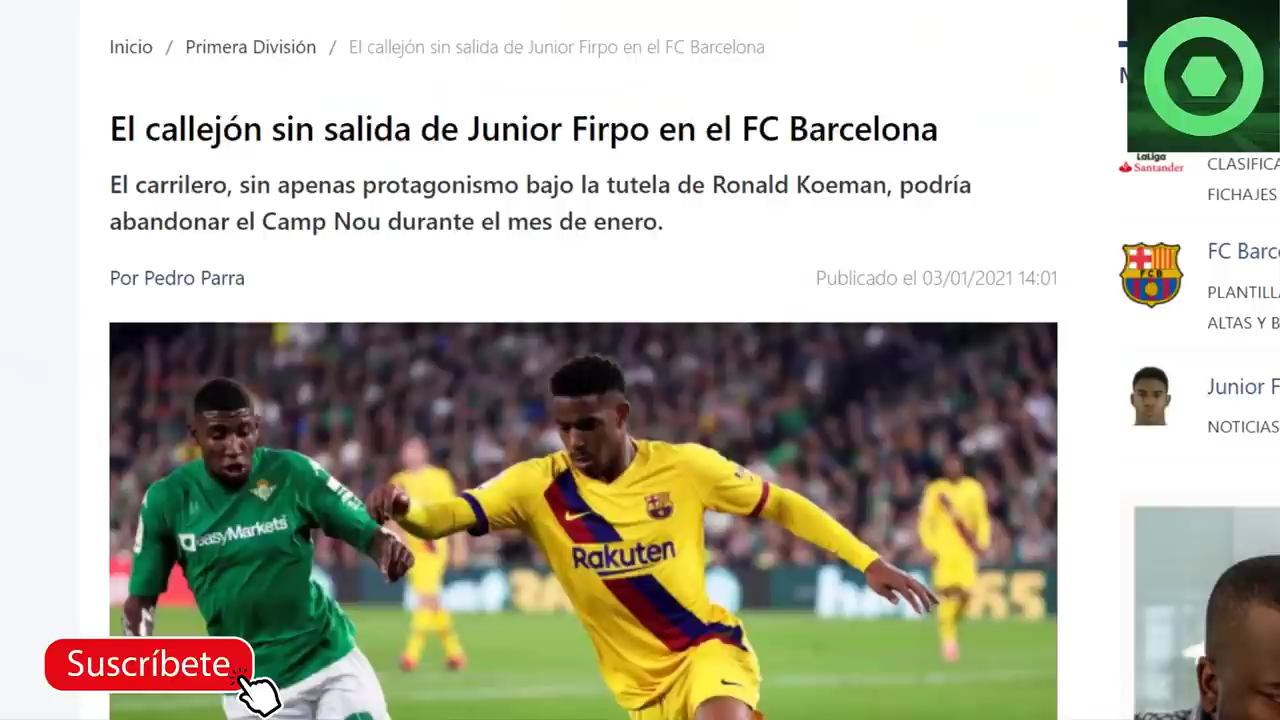 Inicio / Primera División / El callejón sin salida de Junior Firpo en el FC Barcelona
El callejón sin salida de Junior Firpo en el FC Barcelona
El carrilero, sin apenas protagonismo bajo la tutela de Ronald Koeman, podría
abandonar el Camp Nou durante el mes de enero.
Por Pedro Parra
Publicado el 03/01/2021 14:01
LaLiga
Santander
CLASIFICA
FICHAJES
FCB
FC Barc
PLANTILLA
ALTAS Y B
Junior F
NOTICIAS
easyMarkets
Rakuten
Suscríbete